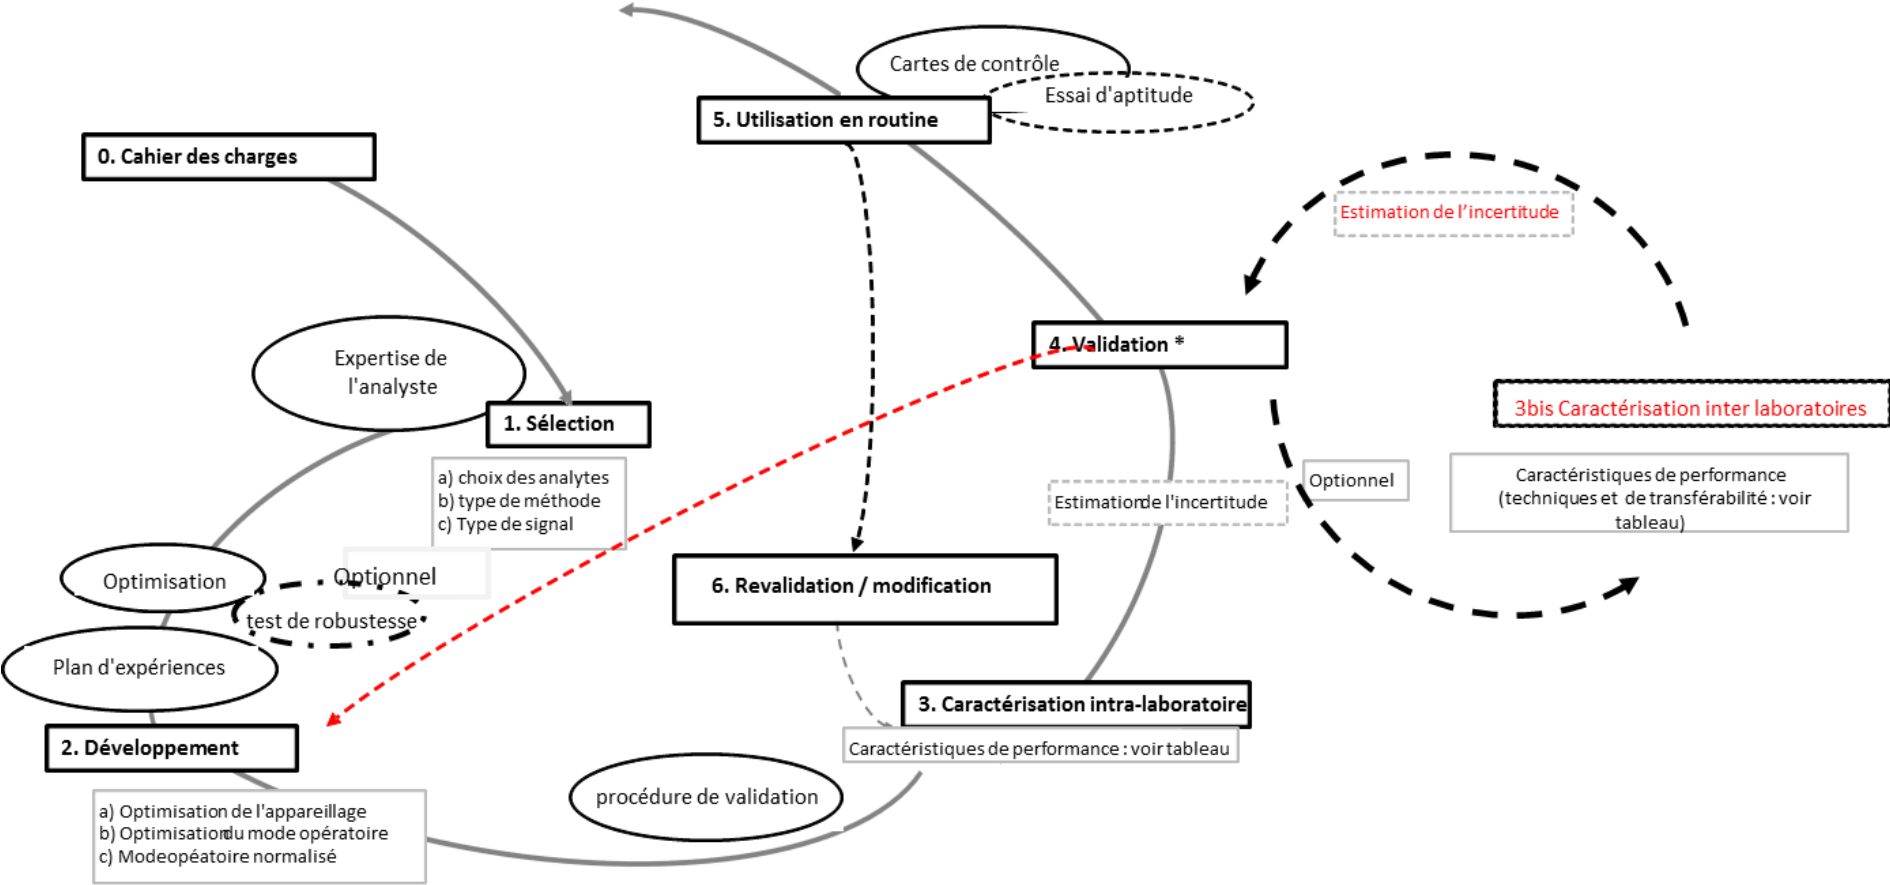 Cartes de contrôle
Essai d'aptitude
5. Utilisation en routine
0. Cahier des charges
Estimation de l’incertitude
4. Validation *
Expertise de
l'analyste
1. Sélection
3bis Caractérisation inter laboratoires
a) choix des analytes
b) type de méthode
c) Type de signal
Estimation de l'incertitude
Optionnel
Caractéristiques de performance
(techniques et de transférabilité : voir
tableau)
Optimisation
Optionnel
test de robustesse
6. Revalidation / modification
Plan d'expériences
3. Caractérisation intra-laboratoire
2. Développement
Caractéristiques de performance : voir tableau
procédure de validation
a) Optimisation de l'appareillage
b) Optimisation du mode opératoire
c) Modeopéatoire normalisé